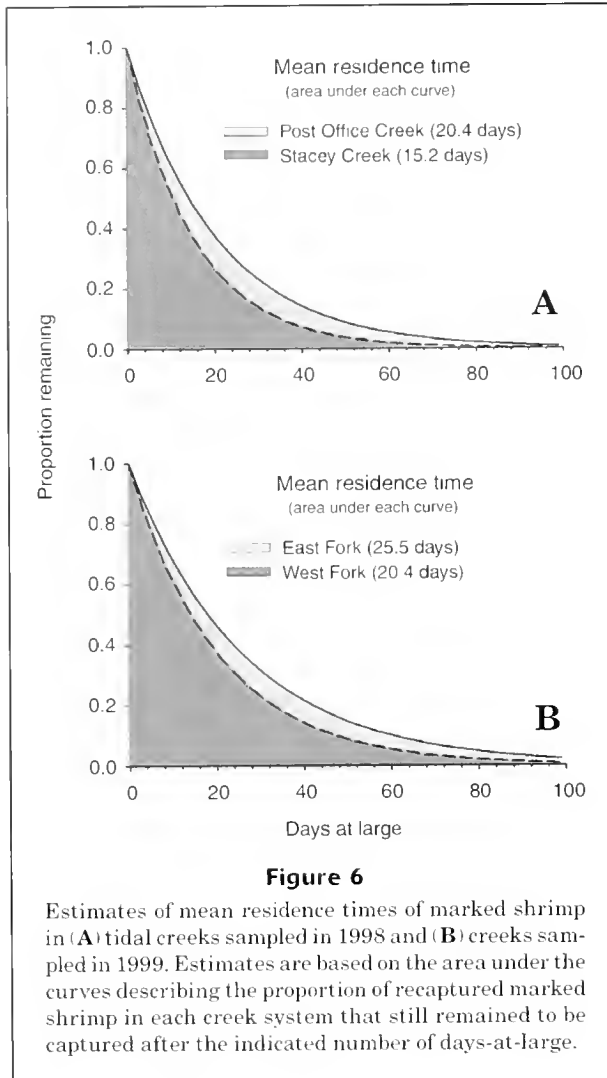 1.0
0.8
0.6
0.4
0.2
0.0
Mean residence time
(area under each curve)
Post Office Creek (20.4 days)
Stacey Creek (15.2 days)
A
0 20 40 60 80 100
Proportion remaining
1.0
0.8
0.6
0.4
0.2
0.0
Mean residence time
(area under each curve)
East Fork (25.5 days)
West Fork (20 4 days)
B
0 20 40 60 80 100
Days at large
Figure 6
Estimates of mean residence times of marked shrimp
in (A) tidal creeks sampled in 1998 and (B) creeks sam-
pled in 1999. Estimates are based on the area under the
curves describing the proportion of recaptured marked
shrimp in each creek system that still remained to be
captured after the indicated number of days-at-large.